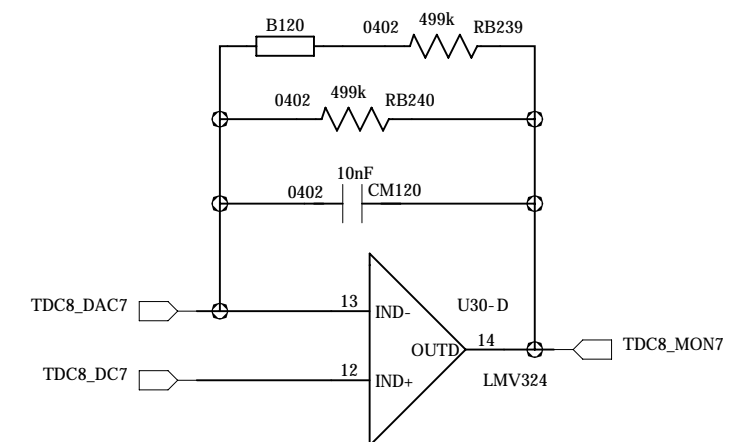 B120 0402 499k RB239
0402 499k RB240
10nF
0402 CM120
TDC8_DAC7 13 IND- U30-D
OUTD 14 TDC8_MON7
TDC8_DC7 12 IND+ LMV324